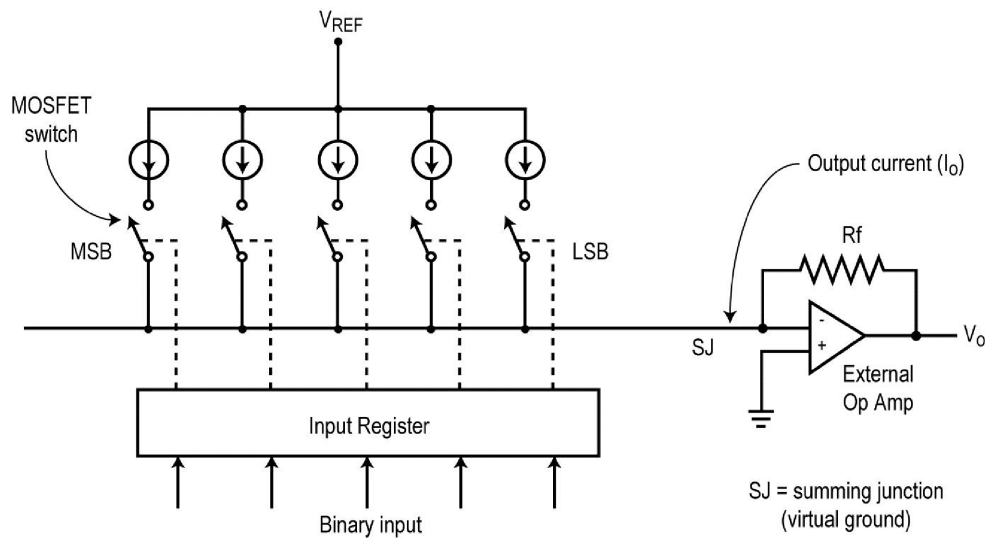 VREF
MOSFET
switch
Output current (Io)
MSB
LSB
Rf
-
+
SJ
Vo
External
Op Amp
Input Register
SJ = summing junction
(virtual ground)
Binary input